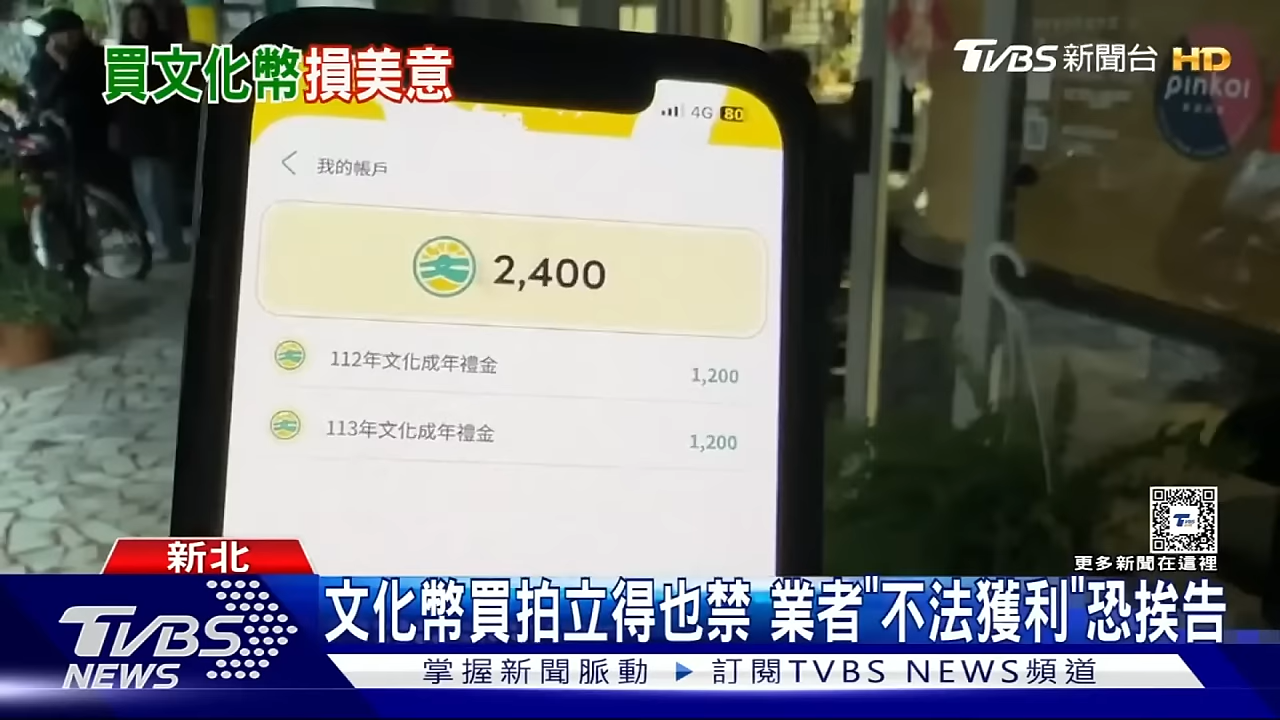 買文化幣損美意
TVBS新聞台 HD
PINKOI
4G 80
我的帳戶
2,400
112年文化成年禮金 1,200
113年文化成年禮金 1,200
更多新聞在這裡
新北
文化幣買拍立得也禁 業者"不法獲利"恐挨告
TVBS NEWS
掌握新聞脈動 ▶ 訂閱TVBS NEWS頻道